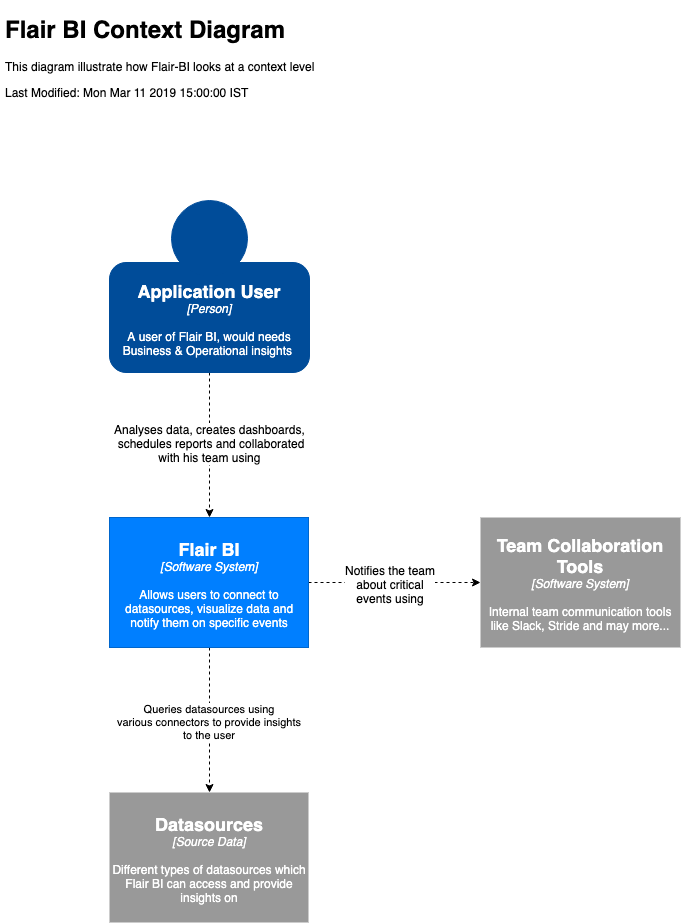 Flair BI Context Diagram
This diagram illustrate how Flair-BI looks at a context level
Last Modified: Mon Mar 11 2019 15:00:00 IST
Application User
[Person]
A user of Flair BI, would needs
Business & Operational insights
Analyses data, creates dashboards,
schedules reports and collaborated
with his team using
Flair BI
[Software System]
Allows users to connect to
datasources, visualize data and
notify them on specific events
Notifies the team
about critical
events using
Team Collaboration
Tools
[Software System]
Internal team communication tools
like Slack, Stride and may more...
Queries datasources using
various connectors to provide insights
to the user
Datasources
[Source Data]
Different types of datasources which
Flair BI can access and provide
insights on